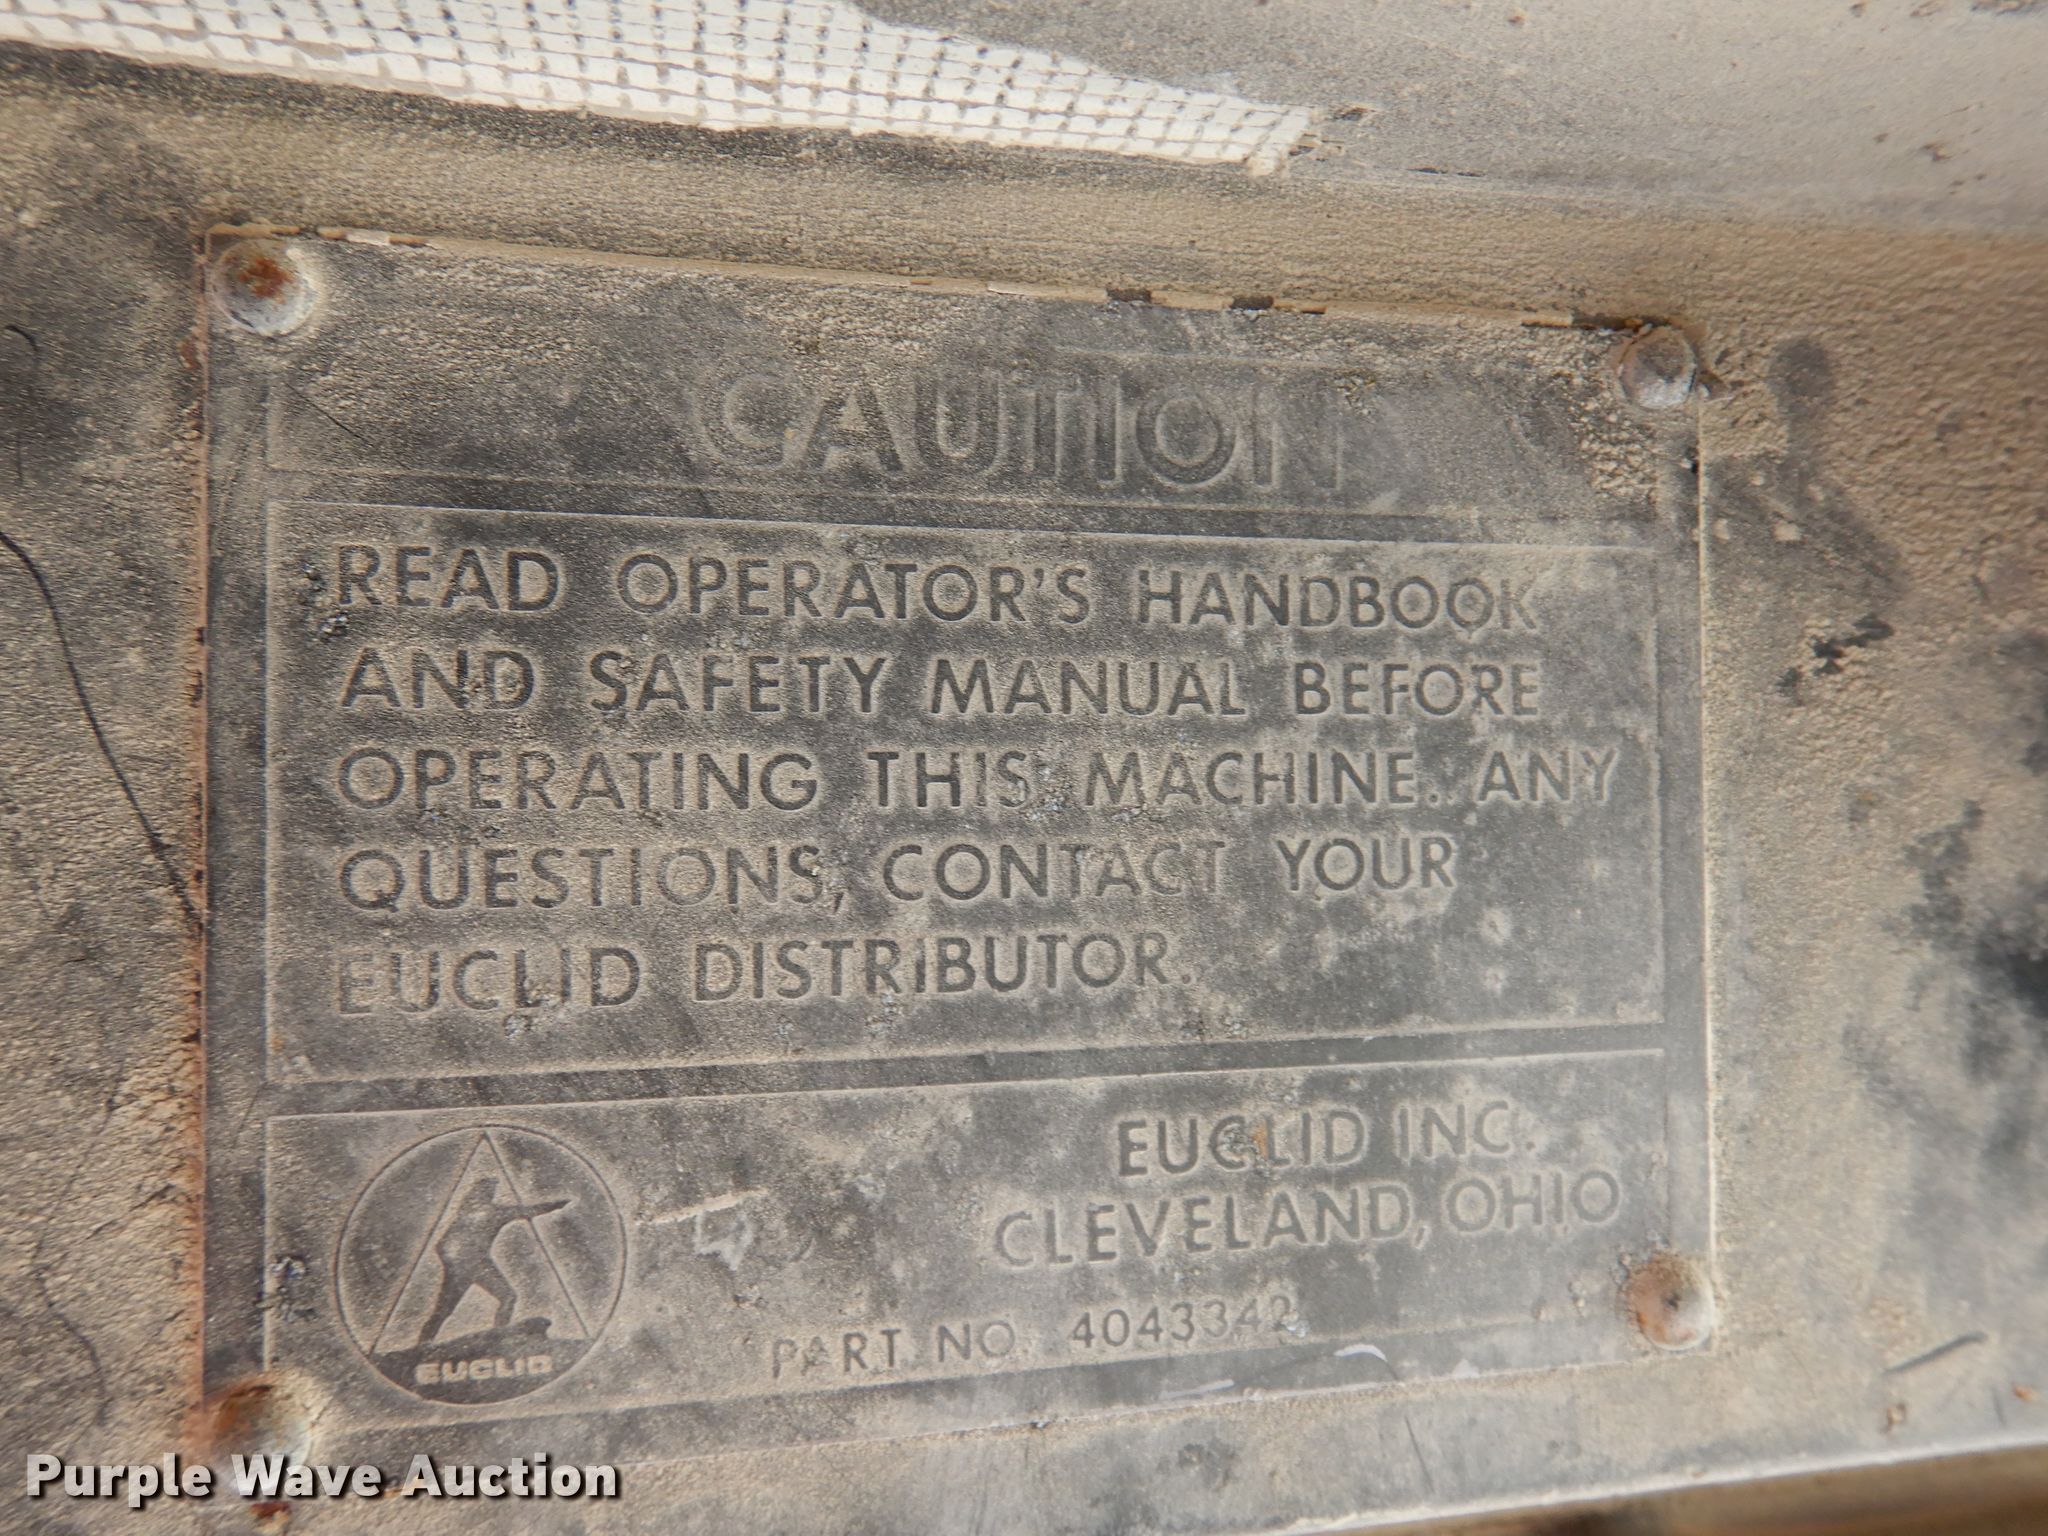 CAUTION
READ OPERATOR'S HANDBOOK
AND SAFETY MANUAL BEFORE
OPERATING THIS MACHINE. ANY
QUESTIONS, CONTACT YOUR
EUCLID DISTRIBUTOR.
EUCLID INC.
CLEVELAND, OHIO
EUCLID
PART NO. 4043342
Purple Wave Auction